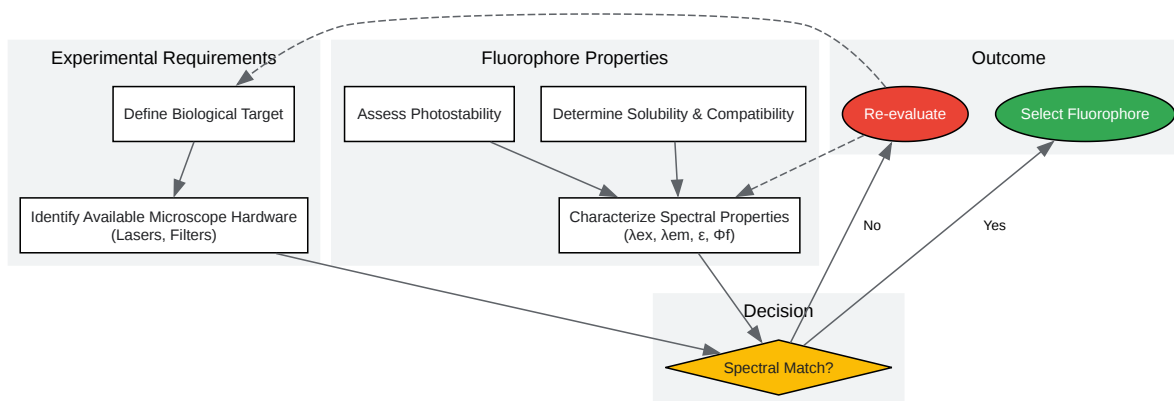 Experimental Requirements
Fluorophore Properties
Outcome
Define Biological Target
Assess Photostability
Determine Solubility & Compatibility
Re-evaluate
Select Fluorophore
Identify Available Microscope Hardware
(Lasers, Filters)
Characterize Spectral Properties
(λex, λem, ε, Φf)
No
Yes
Decision
Spectral Match?